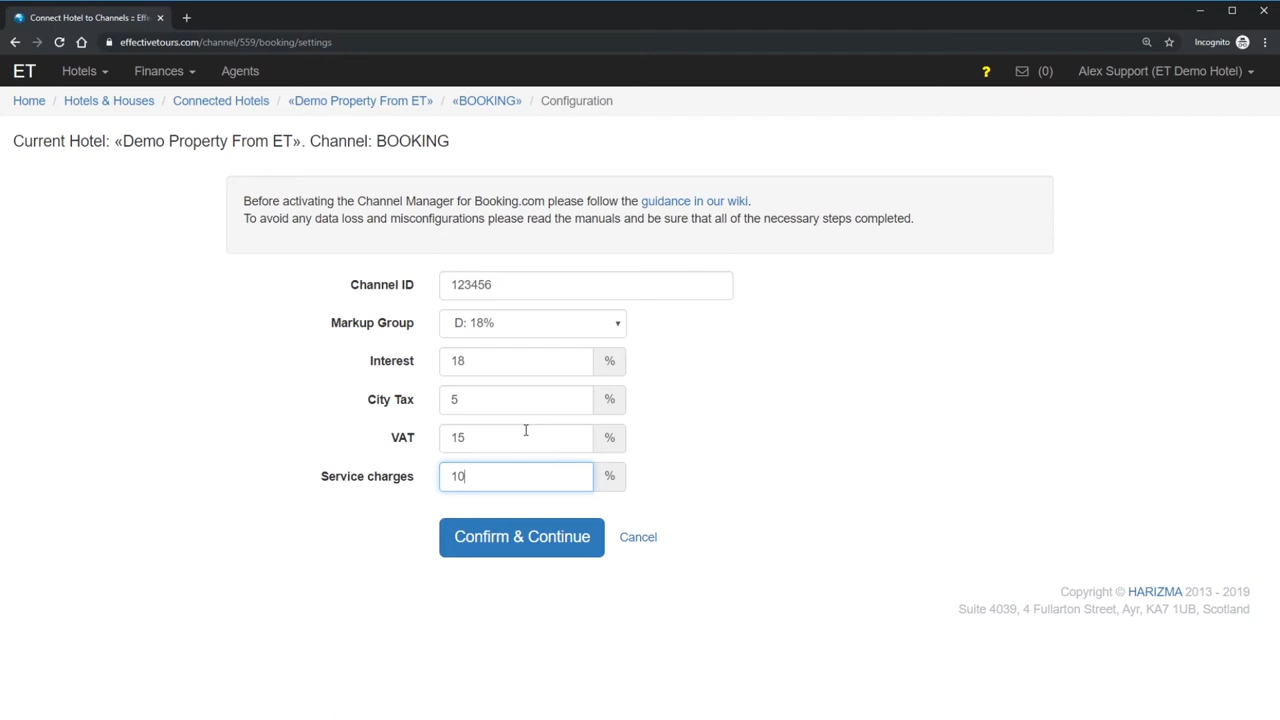 Connect Hotel to Channels :: Effe
effectivetours.com/channel/559/booking/settings
Incognito
ET
Hotels
Finances
Agents
?
(0)
Alex Support (ET Demo Hotel)
Home / Hotels & Houses / Connected Hotels / «Demo Property From ET» / «BOOKING» / Configuration
Current Hotel: «Demo Property From ET». Channel: BOOKING
Before activating the Channel Manager for Booking.com please follow the guidance in our wiki.
To avoid any data loss and misconfigurations please read the manuals and be sure that all of the necessary steps completed.
Channel ID 123456
Markup Group D: 18%
Interest 18 %
City Tax 5 %
VAT 15 %
Service charges 10 %
Confirm & Continue Cancel
Copyright © HARIZMA 2013 - 2019
Suite 4039, 4 Fullarton Street, Ayr, KA7 1UB, Scotland